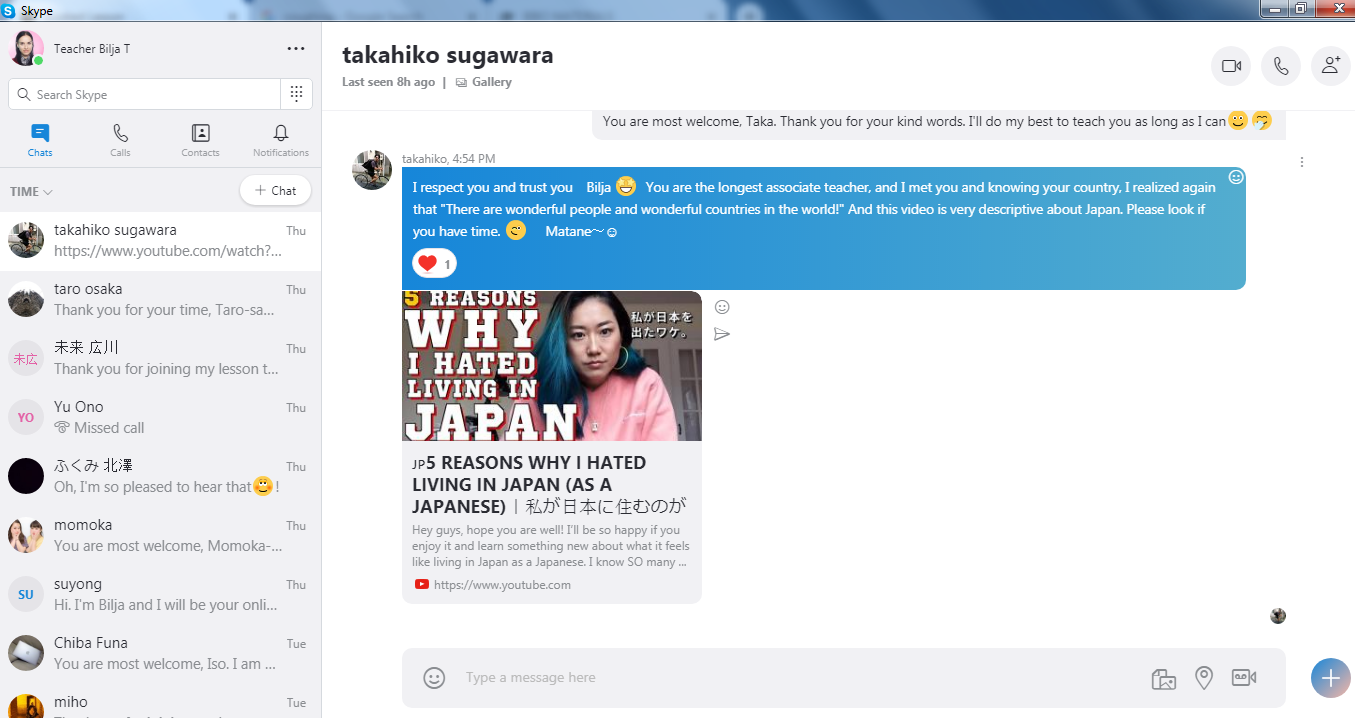 Skype
Teacher Bilja T
Search Skype
Chats
Calls
Contacts
Notifications
TIME
+ Chat
takahiko sugawara
Thu
https://www.youtube.com/watch?...
taro osaka
Thu
Thank you for your time, Taro-sa...
未広
未来 広川
Thu
Thank you for joining my lesson t...
YO
Yu Ono
Thu
Missed call
ふくみ 北澤
Thu
Oh, I'm so pleased to hear that😊!
momoka
Thu
You are most welcome, Momoka-...
SU
suyong
Thu
Hi. I'm Bilja and I will be your onli...
Chiba Funa
Tue
You are most welcome, Iso. I am ...
miho
Tue
takahiko sugawara
Last seen 8h ago | Gallery
You are most welcome, Taka. Thank you for your kind words. I'll do my best to teach you as long as I can
takahiko, 4:54 PM
I respect you and trust you Bilja You are the longest associate teacher, and I met you and knowing your country, I realized again
that "There are wonderful people and wonderful countries in the world!" And this video is very descriptive about Japan. Please look if
you have time. Matane～☺
1
5 REASONS
WHY
I HATED
LIVING IN
JAPAN
私が日本を
出たワケ。
JP5 REASONS WHY I HATED
LIVING IN JAPAN (AS A
JAPANESE) | 私が日本に住むのが
Hey guys, hope you are well! I'll be so happy if you
enjoy it and learn something new about what it feels
like living in Japan as a Japanese. I know SO many ...
https://www.youtube.com
Type a message here